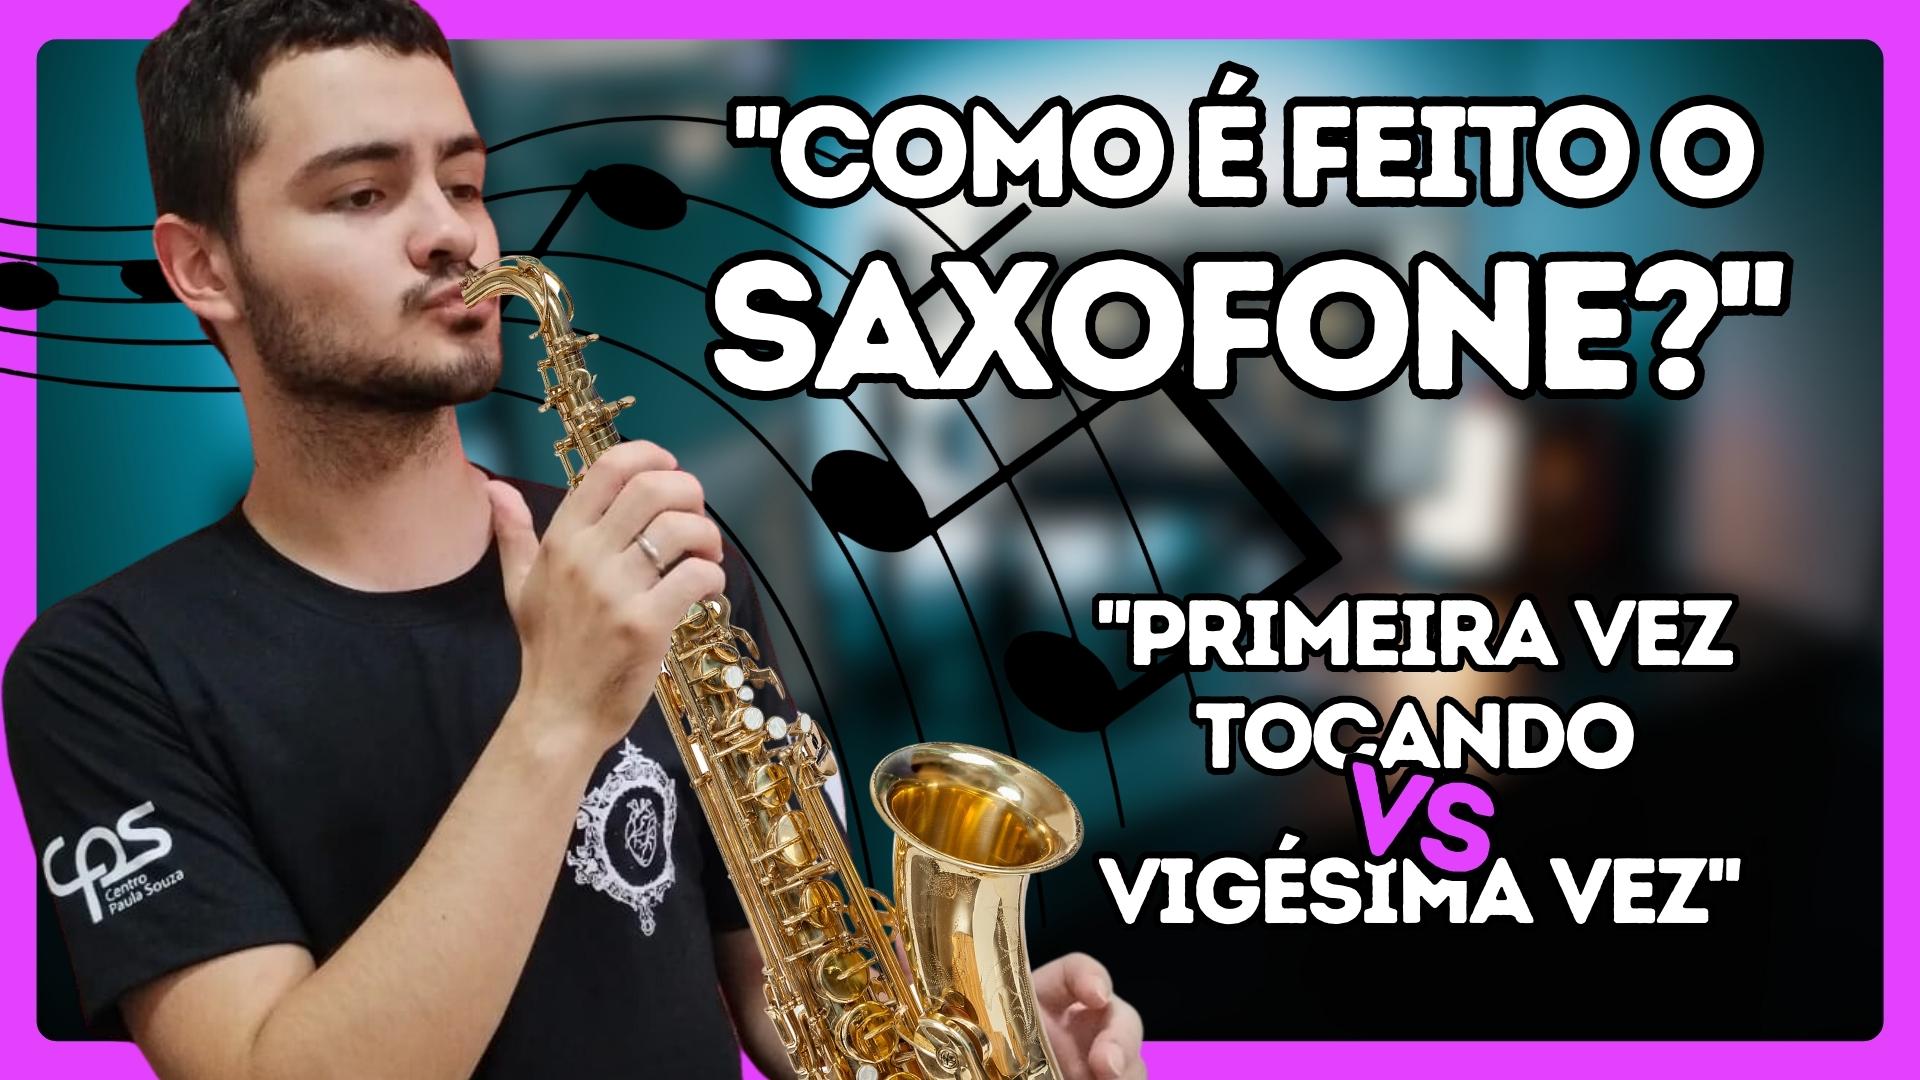 "COMO É FEITO O
SAXOFONE?"
"PRIMEIRA VEZ
TOCANDO
VS
VIGÉSIMA VEZ"
cps
Centro
Paula Souza